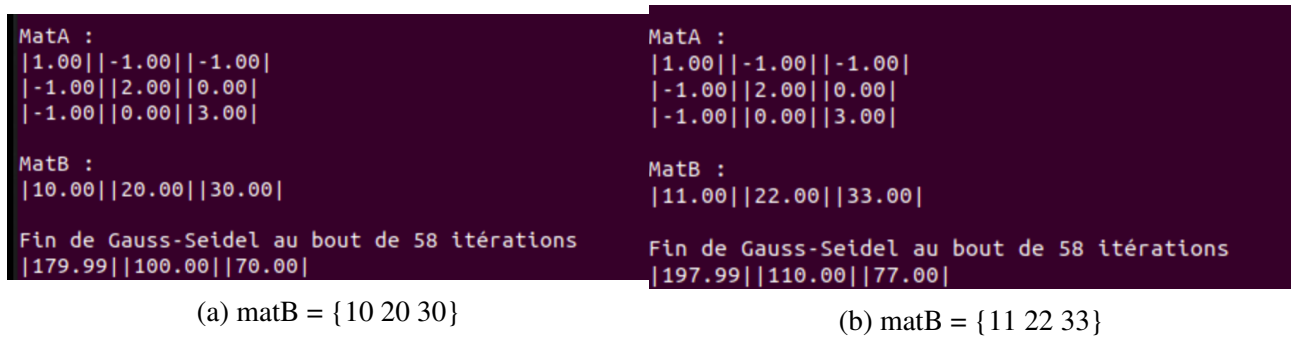 MatA :
|1.00||-1.00||-1.00|
|-1.00||2.00||0.00|
|-1.00||0.00||3.00|
MatB :
|10.00||20.00||30.00|
Fin de Gauss-Seidel au bout de 58 itérations
|179.99||100.00||70.00|
(a) matB = {10 20 30}
MatA :
|1.00||-1.00||-1.00|
|-1.00||2.00||0.00|
|-1.00||0.00||3.00|
MatB :
|11.00||22.00||33.00|
Fin de Gauss-Seidel au bout de 58 itérations
|197.99||110.00||77.00|
(b) matB = {11 22 33}